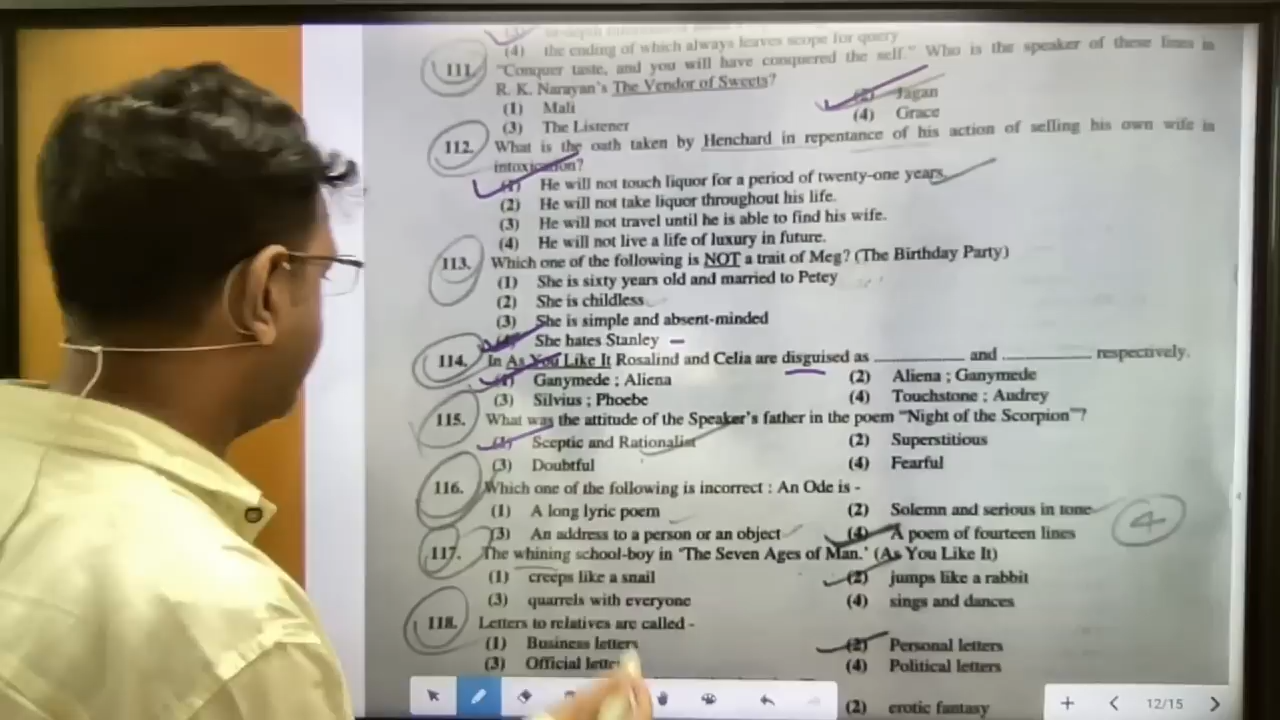 (4) the ending of which always leaves scope for query
111. "Conquer taste, and you will have conquered the self." Who is the speaker of these lines in
R. K. Narayan's The Vendor of Sweets?
(1) Mali (2) Jagan
(3) The Listener (4) Grace
112. What is the oath taken by Henchard in repentance of his action of selling his own wife in
intoxication?
(1) He will not touch liquor for a period of twenty-one years.
(2) He will not take liquor throughout his life.
(3) He will not travel until he is able to find his wife.
(4) He will not live a life of luxury in future.
113. Which one of the following is NOT a trait of Meg? (The Birthday Party)
(1) She is sixty years old and married to Petey
(2) She is childless
(3) She is simple and absent-minded
(4) She hates Stanley
114. In As You Like It Rosalind and Celia are disguised as ____________ and ____________ respectively.
(1) Ganymede ; Aliena (2) Aliena ; Ganymede
(3) Silvius ; Phoebe (4) Touchstone ; Audrey
115. What was the attitude of the Speaker's father in the poem "Night of the Scorpion"?
(1) Sceptic and Rationalist (2) Superstitious
(3) Doubtful (4) Fearful
116. Which one of the following is incorrect : An Ode is -
(1) A long lyric poem (2) Solemn and serious in tone
(3) An address to a person or an object (4) A poem of fourteen lines
4
117. The whining school-boy in 'The Seven Ages of Man.' (As You Like It)
(1) creeps like a snail (2) jumps like a rabbit
(3) quarrels with everyone (4) sings and dances
118. Letters to relatives are called -
(1) Business letters (2) Personal letters
(3) Official (4) Political letters
(2) erotic fantasy
12/15